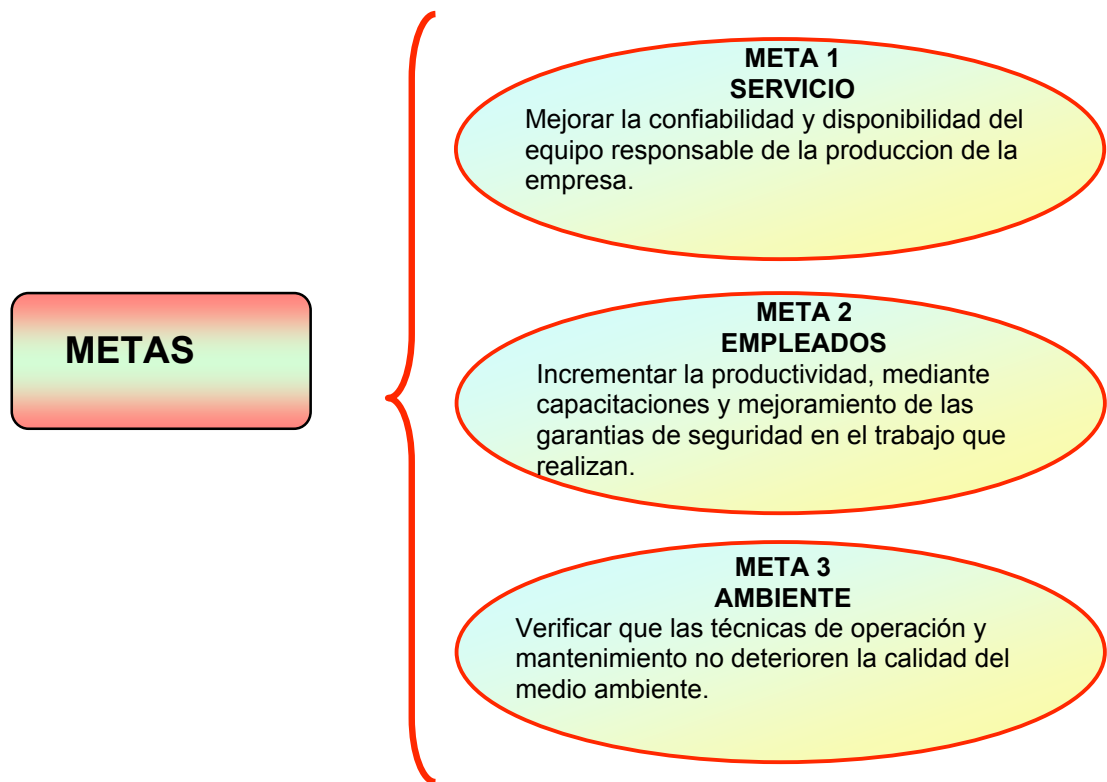 METAS
META 1
SERVICIO
Mejorar la confiabilidad y disponibilidad del
equipo responsable de la produccion de la
empresa.
META 2
EMPLEADOS
Incrementar la productividad, mediante
capacitaciones y mejoramiento de las
garantias de seguridad en el trabajo que
realizan.
META 3
AMBIENTE
Verificar que las técnicas de operación y
mantenimiento no deterioren la calidad del
medio ambiente.